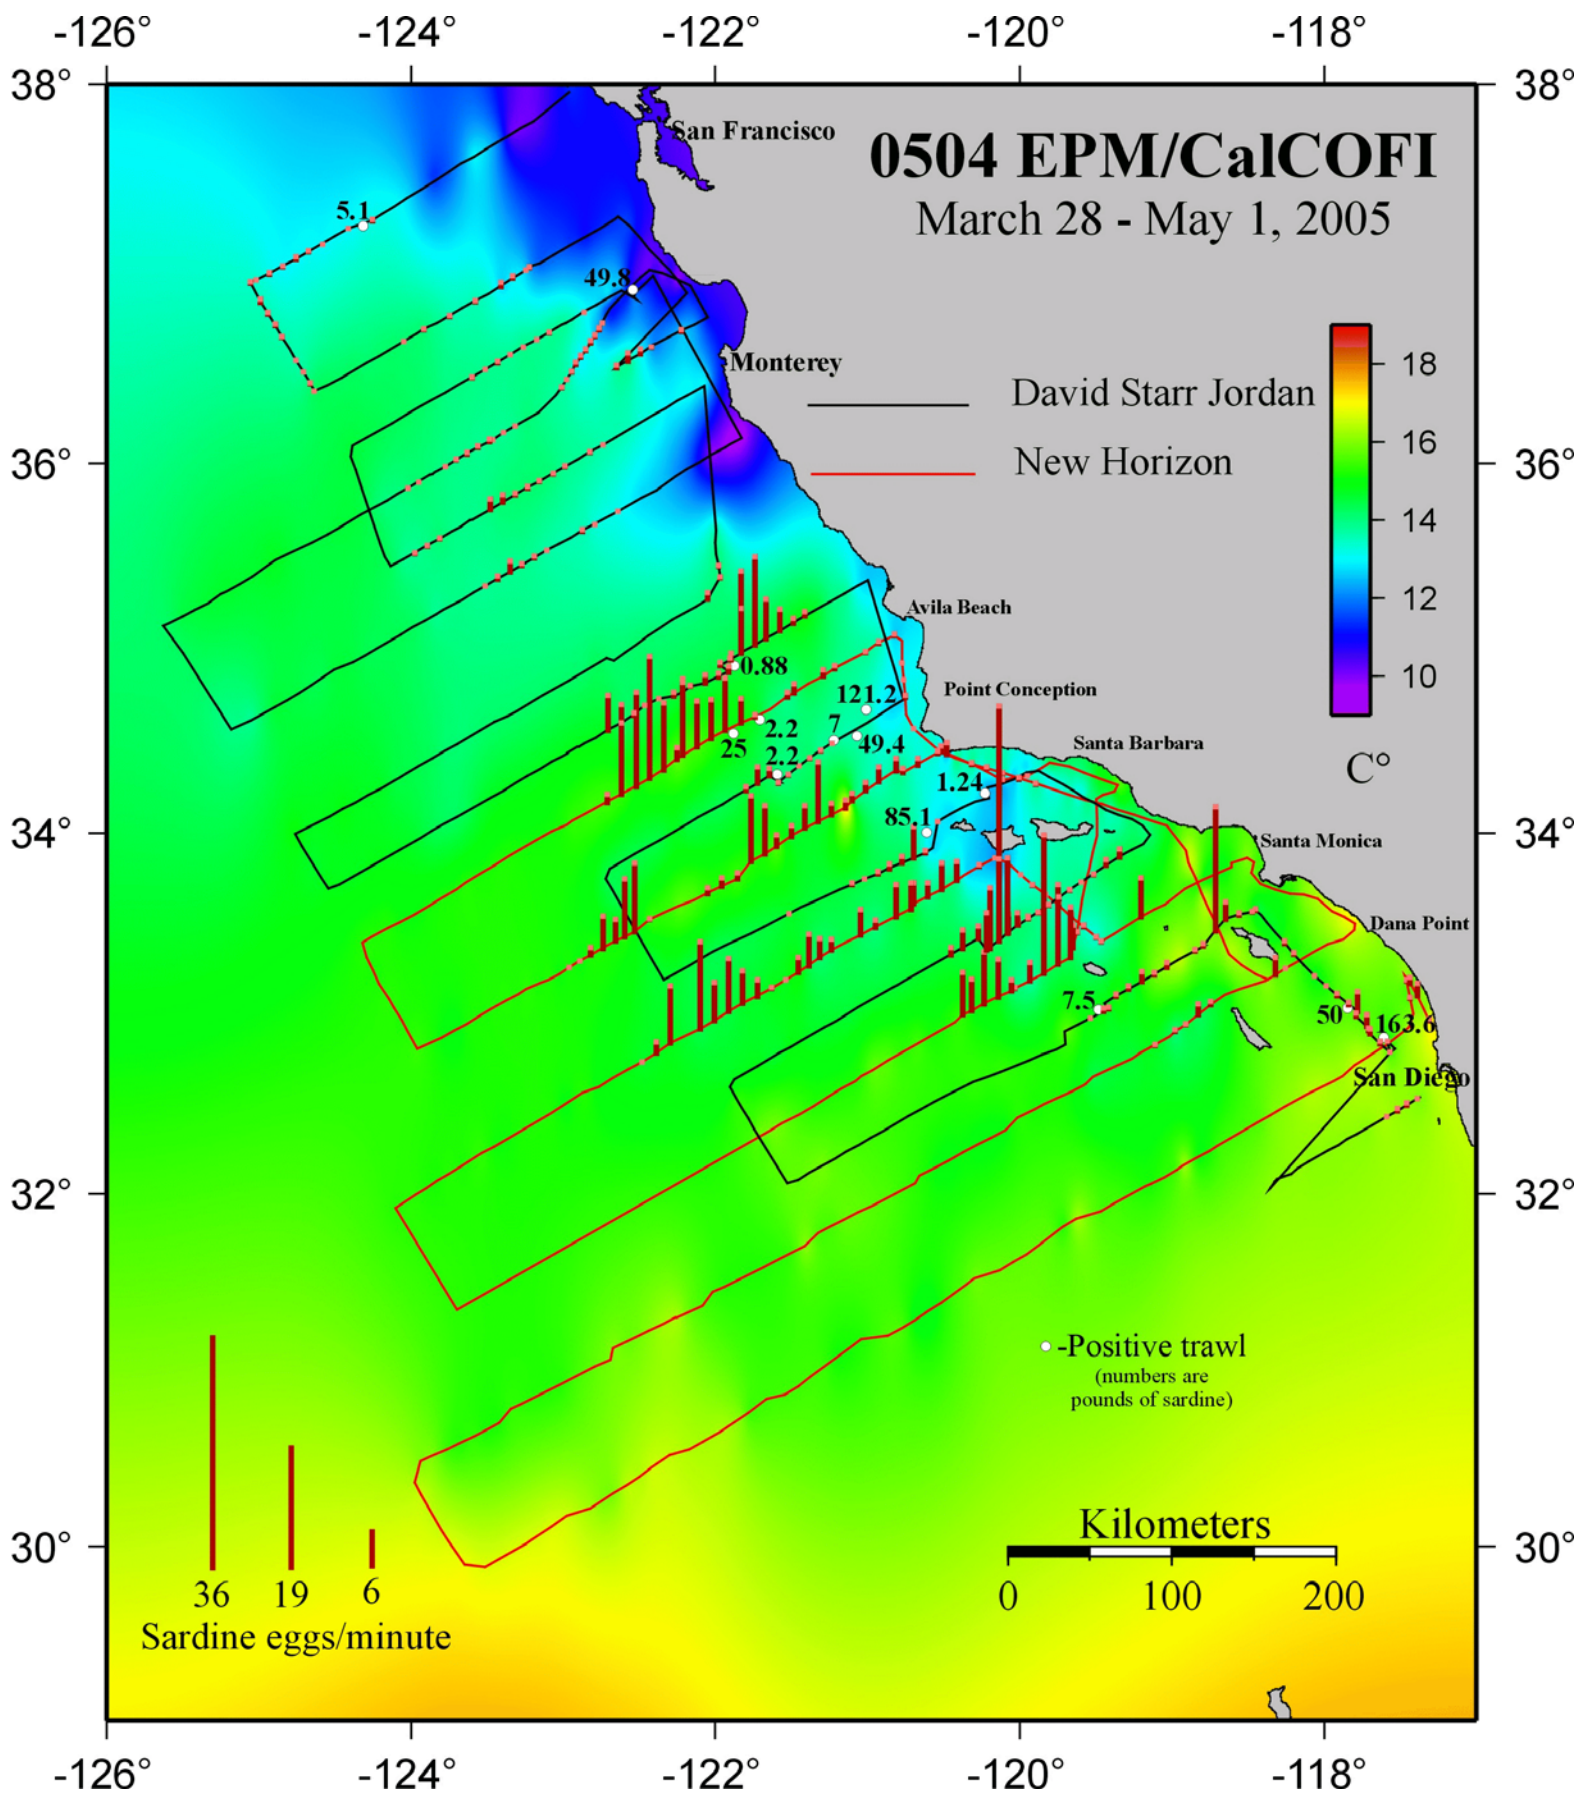 -126° -124° -122° -120° -118°
38° 38°
San Francisco
0504 EPM/CalCOFI
March 28 - May 1, 2005
5.1
49.8
Monterey
18
David Starr Jordan
16
New Horizon
36° 36°
14
12
Avila Beach
0.88
10
121.2
Point Conception
2.2
7
25
49.4
Santa Barbara
2.2
C°
1.24
85.1
34° 34°
Santa Monica
Dana Point
7.5
50
163.6
San Diego
32° 32°
-Positive trawl
(numbers are
pounds of sardine)
Kilometers
30° 30°
0 100 200
36 19 6
Sardine eggs/minute
-126° -124° -122° -120° -118°